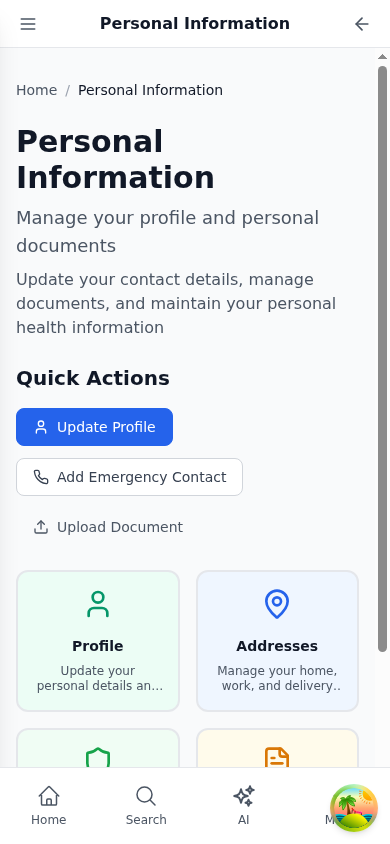 Personal Information
Home / Personal Information
Personal
Information
Manage your profile and personal
documents
Update your contact details, manage
documents, and maintain your personal
health information
Quick Actions
Update Profile
Add Emergency Contact
Upload Document
Profile
Addresses
Update your
personal details an...
Manage your home,
work, and delivery..
Home
Search
AI